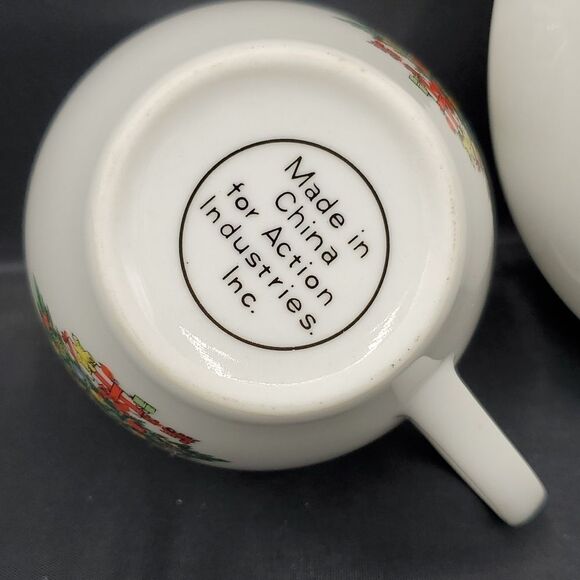 Made in
China
for Action
Industries.
Inc.